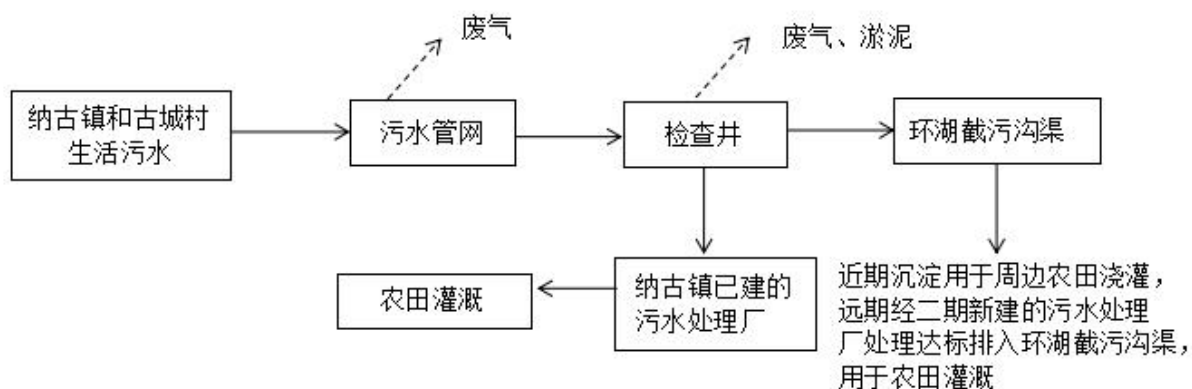 废气
废气、淤泥
纳古镇和古城村
生活污水
污水管网
检查井
环湖截污沟渠
农田灌溉
纳古镇已建的
污水处理厂
近期沉淀用于周边农田浇灌，
远期经二期新建的污水处理
厂处理达标排入环湖截污沟渠，
用于农田灌溉